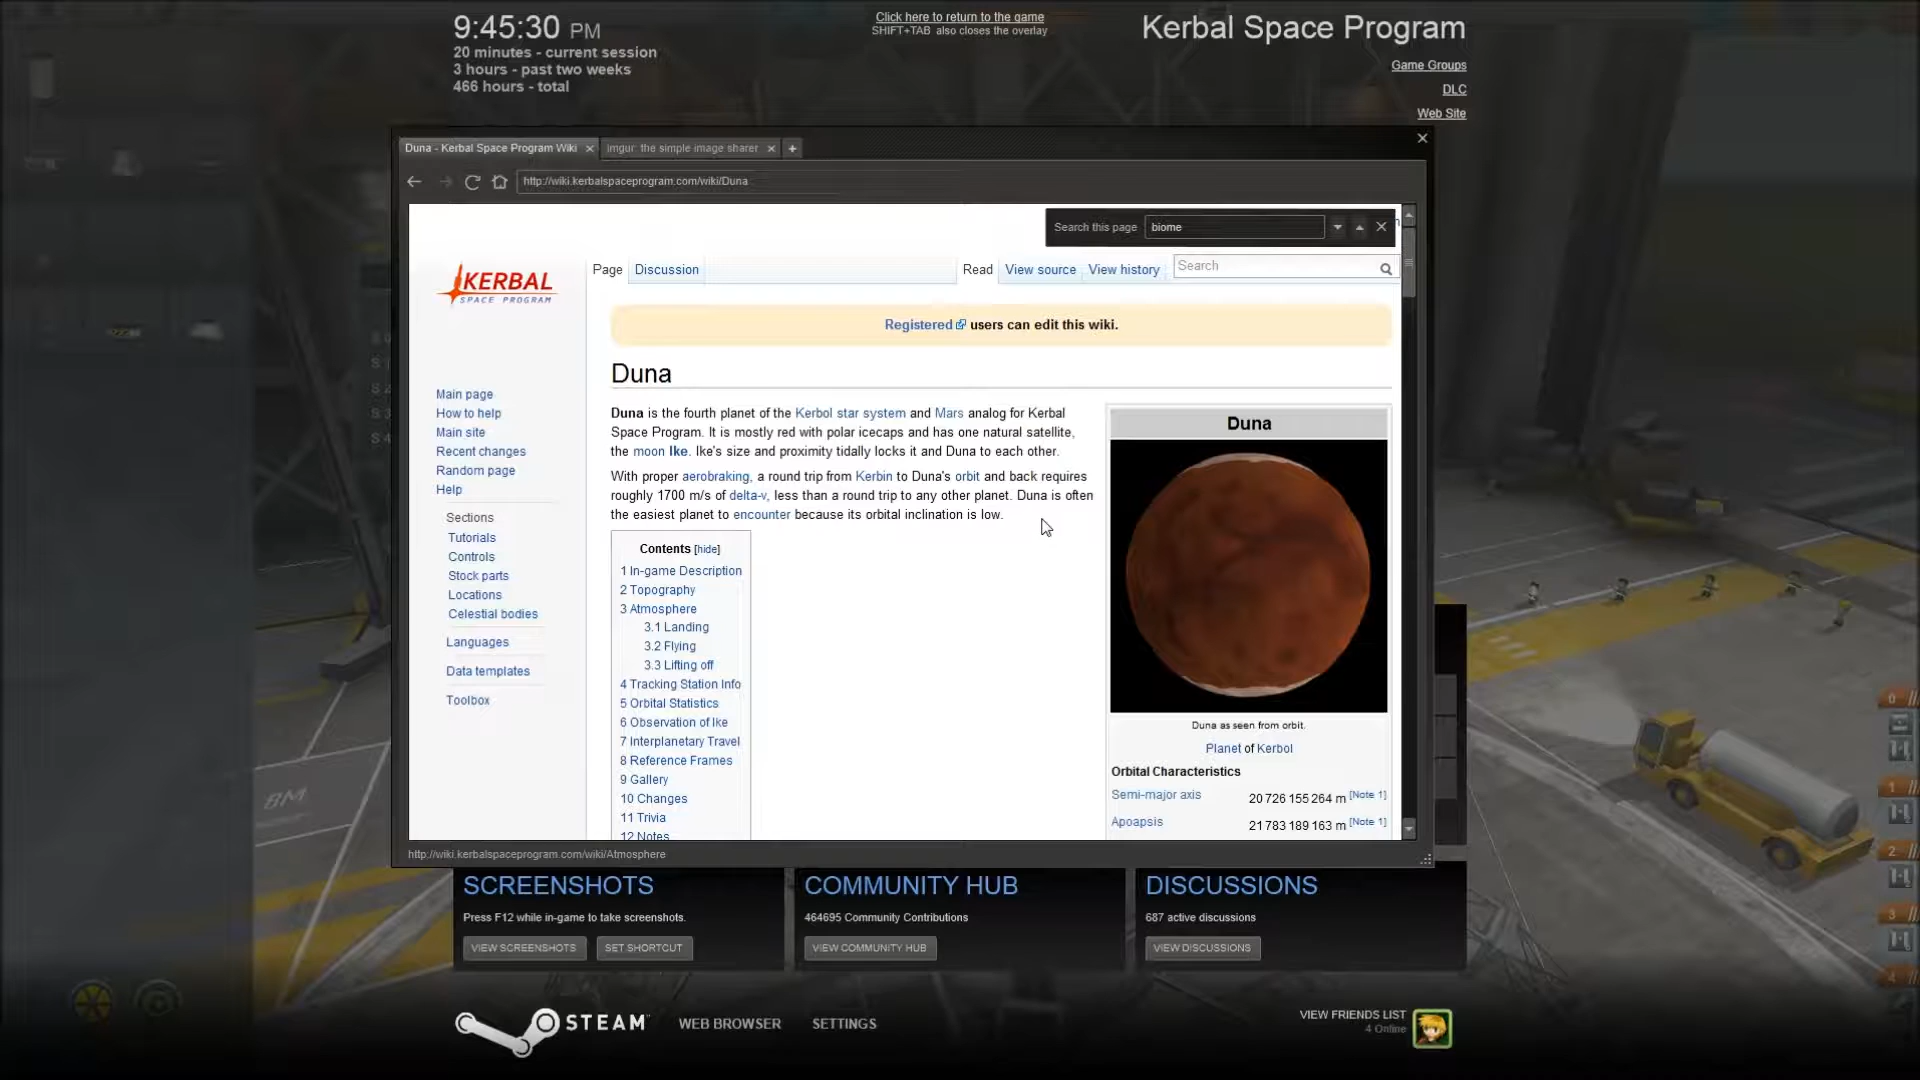 9:45:30 PM
20 minutes - current session
3 hours - past two weeks
466 hours - total
Click here to return to the game
SHIFT+TAB also closes the overlay
Kerbal Space Program
Game Groups
DLC
Web Site
Duna - Kerbal Space Program Wiki
imgur: the simple image sharer
http://wiki.kerbalspaceprogram.com/wiki/Duna
Search this page biome
KERBAL
SPACE PROGRAM
Page Discussion Read View source View history Search
Registered users can edit this wiki.
Duna
Main page
How to help
Main site
Recent changes
Random page
Help
Sections
Tutorials
Controls
Stock parts
Locations
Celestial bodies
Languages
Data templates
Toolbox
Duna is the fourth planet of the Kerbol star system and Mars analog for Kerbal
Space Program. It is mostly red with polar icecaps and has one natural satellite,
the moon Ike. Ike's size and proximity tidally locks it and Duna to each other.
With proper aerobraking, a round trip from Kerbin to Duna's orbit and back requires
roughly 1700 m/s of delta-v, less than a round trip to any other planet. Duna is often
the easiest planet to encounter because its orbital inclination is low.
Contents [hide]
1 In-game Description
2 Topography
3 Atmosphere
3.1 Landing
3.2 Flying
3.3 Lifting off
4 Tracking Station Info
5 Orbital Statistics
6 Observation of Ike
7 Interplanetary Travel
8 Reference Frames
9 Gallery
10 Changes
11 Trivia
12 Notes
Duna
Duna as seen from orbit.
Planet of Kerbol
Orbital Characteristics
Semi-major axis 20 726 155 264 m [Note 1]
Apoapsis 21 783 189 163 m [Note 1]
http://wiki.kerbalspaceprogram.com/wiki/Atmosphere
SCREENSHOTS
Press F12 while in-game to take screenshots.
VIEW SCREENSHOTS SET SHORTCUT
COMMUNITY HUB
464695 Community Contributions
VIEW COMMUNITY HUB
DISCUSSIONS
687 active discussions
VIEW DISCUSSIONS
STEAM
WEB BROWSER
SETTINGS
VIEW FRIENDS LIST
4 Online
0
1
2
3
4